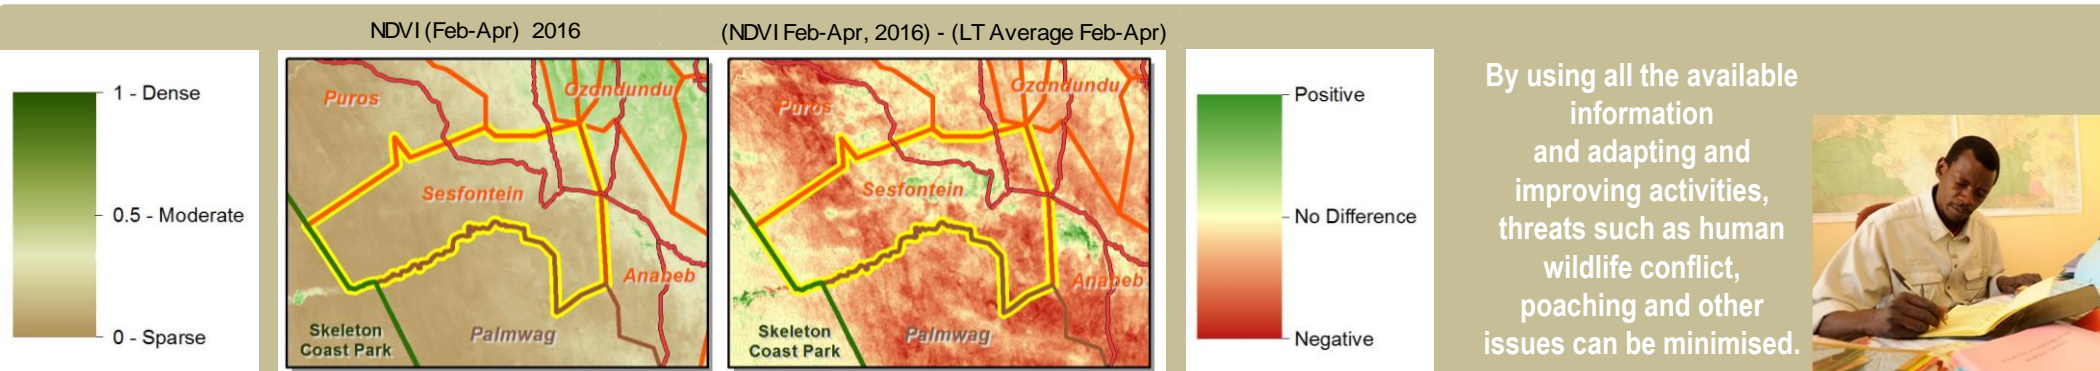 NDVI (Feb-Apr) 2016
(NDVI Feb-Apr, 2016) - (LT Average Feb-Apr)
1 - Dense
0.5 - Moderate
0 - Sparse
Puros
Ozondundu
Sesfontein
Anabeb
Skeleton
Coast Park
Palmwag
Puros
Ozondundu
Sesfontein
Anabeb
Skeleton
Coast Park
Palmwag
Positive
No Difference
Negative
By using all the available
information
and adapting and
improving activities,
threats such as human
wildlife conflict,
poaching and other
issues can be minimised.